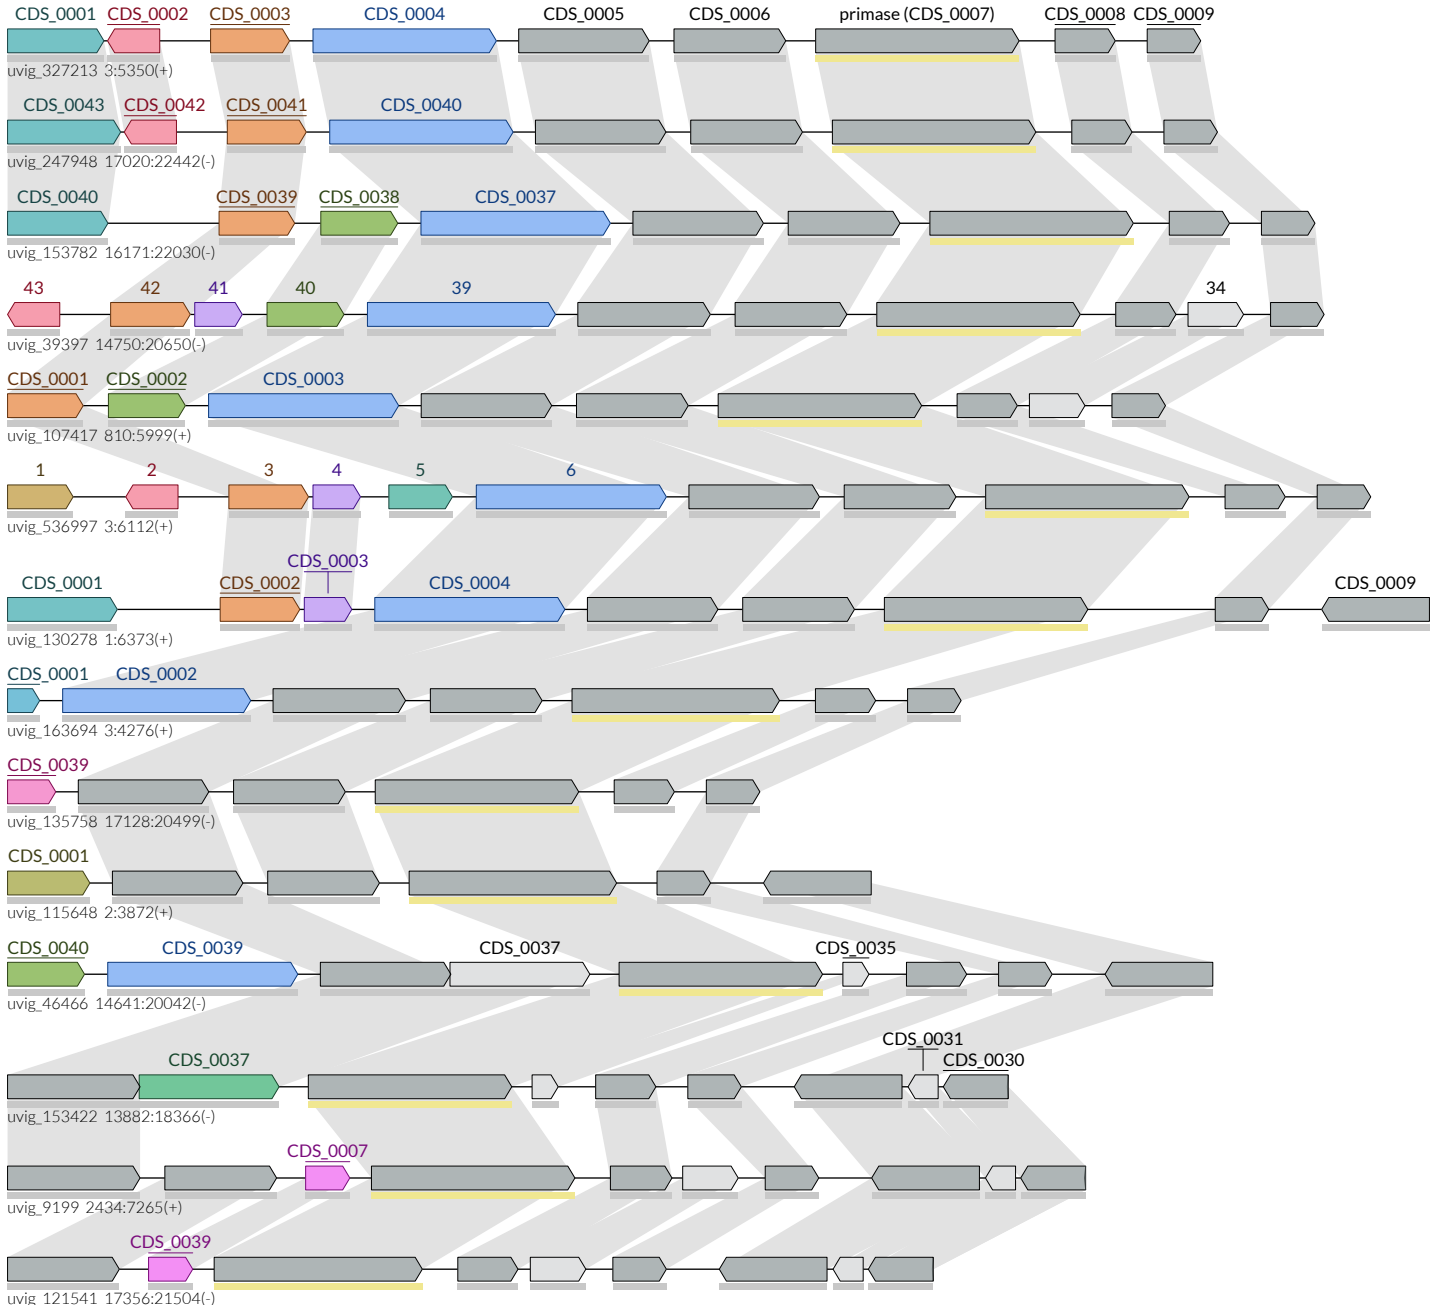 CDS_0001 CDS_0002 CDS_0003 CDS_0004 CDS_0005 CDS_0006 primase (CDS_0007) CDS_0008 CDS_0009
uvig_327213 3:5350(+)
CDS_0043 CDS_0042 CDS_0041 CDS_0040
uvig_247948 17020:22442(-)
CDS_0040 CDS_0039 CDS_0038 CDS_0037
uvig_153782 16171:22030(-)
43 42 41 40 39 34
uvig_39397 14750:20650(-)
CDS_0001 CDS_0002 CDS_0003
uvig_107417 810:5999(+)
1 2 3 4 5 6
uvig_536997 3:6112(+)
CDS_0003
CDS_0001 CDS_0002 CDS_0004 CDS_0009
uvig_130278 1:6373(+)
CDS_0001 CDS_0002
uvig_163694 3:4276(+)
CDS_0039
uvig_135758 17128:20499(-)
CDS_0001
uvig_115648 2:3872(+)
CDS_0040 CDS_0039 CDS_0037 CDS_0035
uvig_46466 14641:20042(-)
CDS_0031
CDS_0037 CDS_0030
uvig_153422 13882:18366(-)
CDS_0007
uvig_9199 2434:7265(+)
CDS_0039
uvig_121541 17356:21504(-)